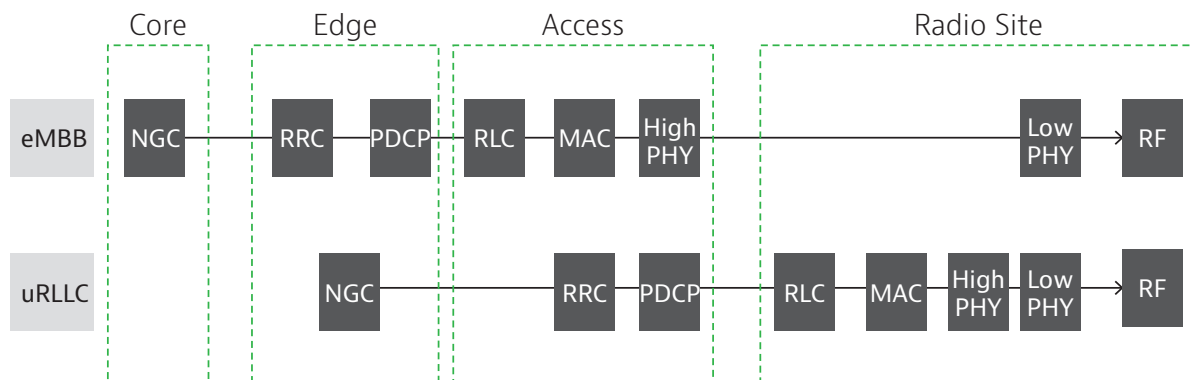 Core Edge Access Radio Site
eMBB NGC RRC PDCP RLC MAC High PHY Low PHY RF
uRLLC NGC RRC PDCP RLC MAC High PHY Low PHY RF